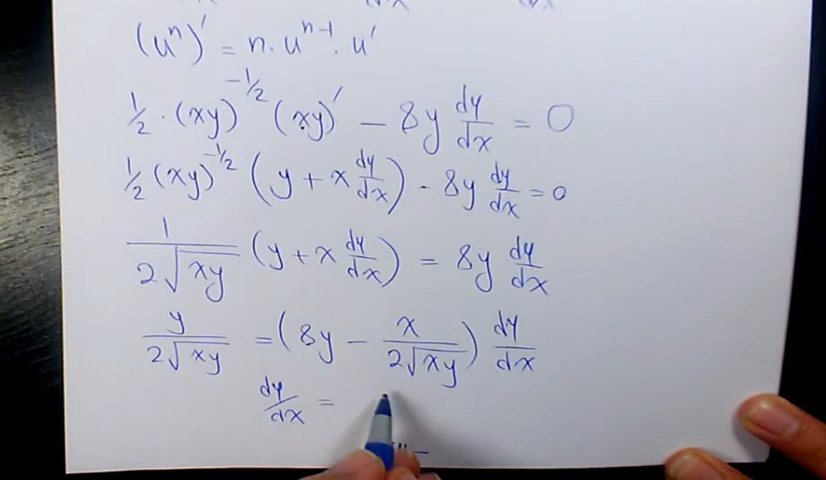 (uⁿ)' = n · uⁿ⁻¹ · u'
½ · (xy)^-½ (xy)' - 8y dy/dx = 0
½ (xy)^-½ (y + x dy/dx) - 8y dy/dx = 0
1/2√xy (y + x dy/dx) = 8y dy/dx
y/2√xy = (8y - x/2√xy) dy/dx
dy/dx =